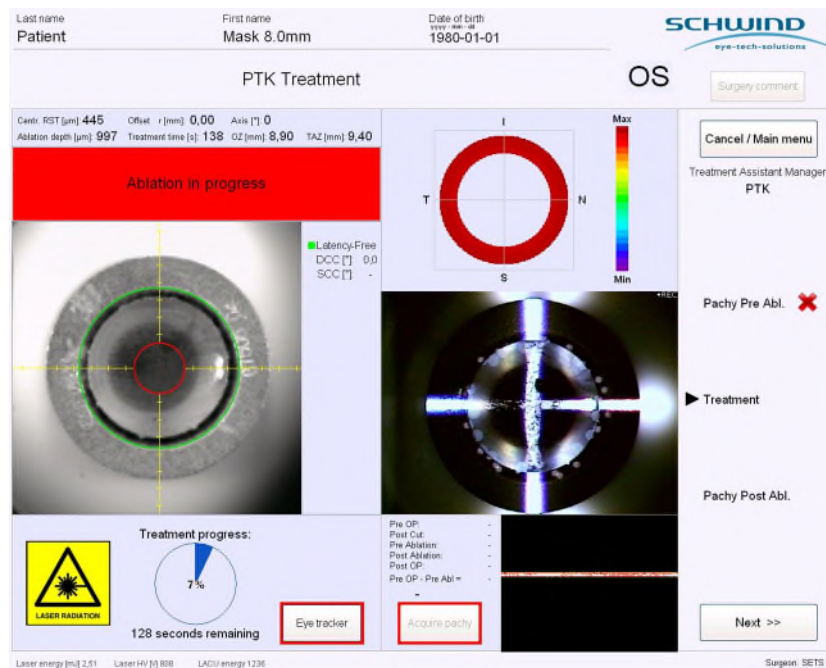 Last name
Patient
First name
Mask 8.0mm
Date of birth
yyyy - mm - dd
1980-01-01
SCHWIND
eye-tech-solutions
PTK Treatment
OS
Surgery comment
Centr. RST [µm] 445 Offset r [mm] 0,00 Axis [°] 0
Ablation depth [µm] 997 Treatment time [s] 138 OZ [mm] 8,90 TAZ [mm] 9,40
Ablation in progress
Latency-Free
DCC [°] 0,0
SCC [°] -
I
T
N
S
Max
Min
+REC
Cancel / Main menu
Treatment Assistant Manager
PTK
Pachy Pre Abl.
Treatment
Pachy Post Abl.
LASER RADIATION
Treatment progress:
7%
128 seconds remaining
Eye tracker
Pre OP: -
Post Cut: -
Pre Ablation: -
Post Ablation: -
Post OP: -
Pre OP - Pre Abl = -
-
Acquire pachy
Next >>
Laser energy [mJ] 2,51 Laser HV [V] 808 LACU energy 1236
Surgeon: SETS